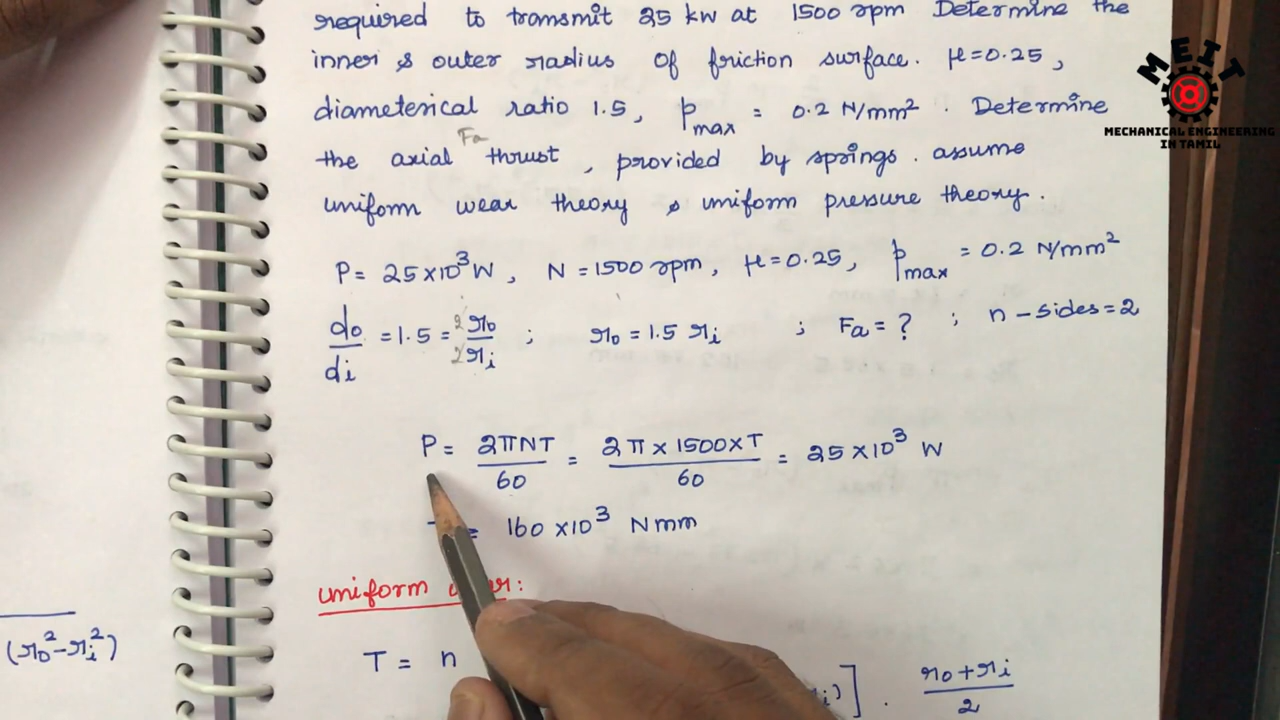 required to transmit 25 kw at 1500 rpm Determine the
inner & outer radius of friction surface. μ=0.25,
diameterical ratio 1.5, pmax = 0.2 N/mm². Determine
Fa
the axial thrust, provided by springs. assume
uniform wear theory & uniform pressure theory.
P= 25×10³W, N=1500 rpm, μ=0.25, pmax = 0.2 N/mm²
do/di = 1.5 = 2ro/2ri ; ro = 1.5 ri ; Fa = ? ; n-sides=2
P= 2πNT/60 = 2π×1500×T/60 = 25×10³ W
= 160×10³ Nmm
uniform
T = n ri)] . ro+ri/2
(ro²-ri²)
MEIT
MECHANICAL ENGINEERING
IN TAMIL